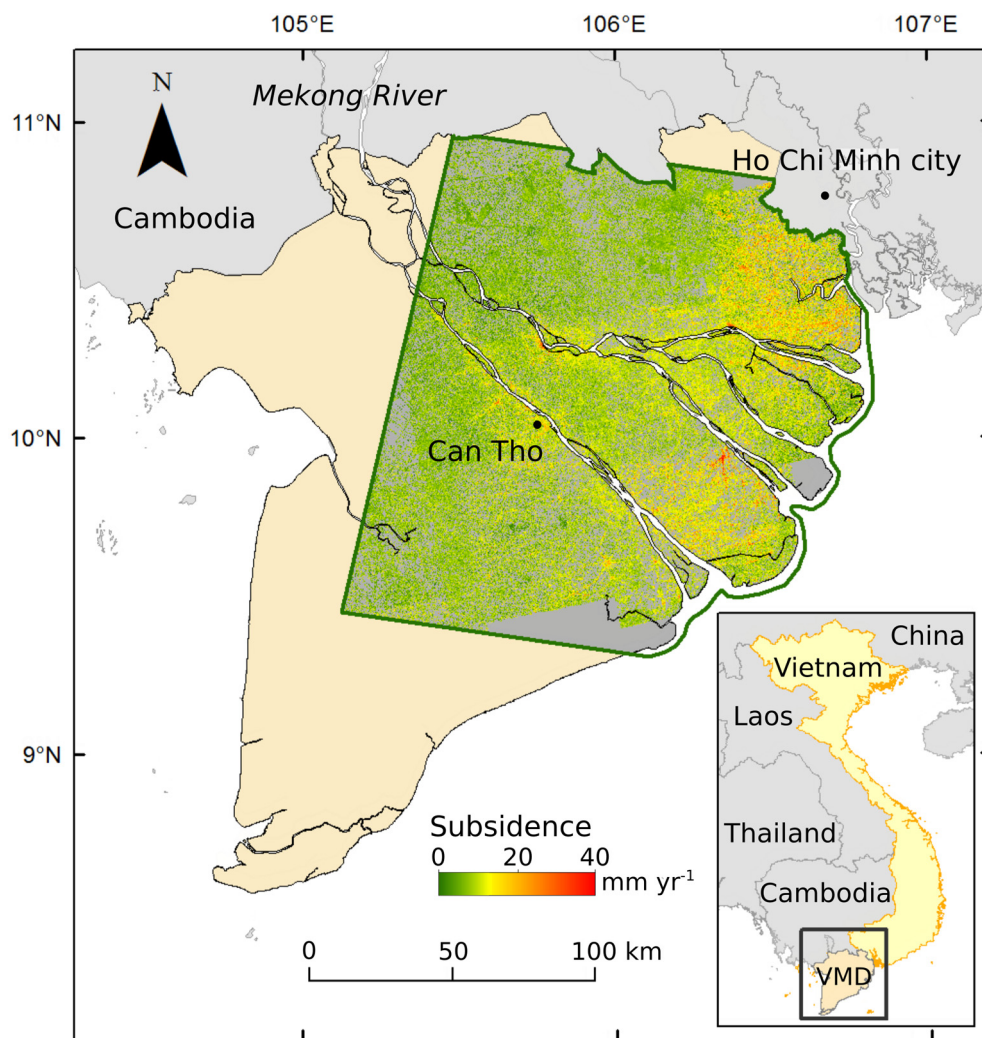 105°E 106°E 107°E
N
Mekong River
11°N
Ho Chi Minh city
Cambodia
10°N
Can Tho
China
Vietnam
Laos
9°N
Subsidence
0 20 40
mm yr-1
Thailand
Cambodia
0 50 100 km
VMD